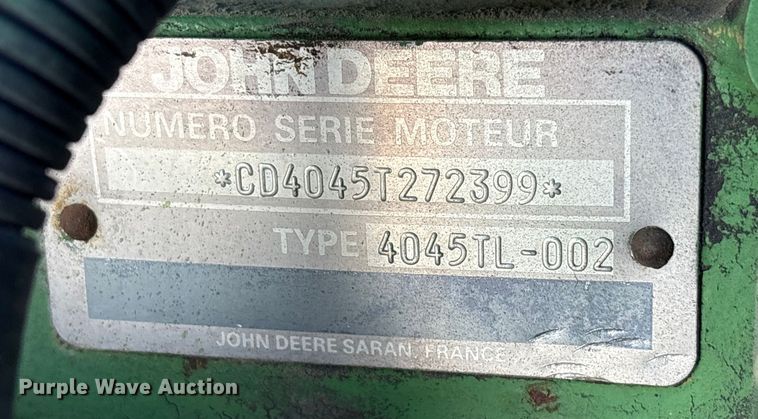 JOHN DEERE
NUMERO SERIE MOTEUR
*CD4045T272399*
TYPE 4045TL-002
JOHN DEERE SARAN, FRANCE
Purple Wave Auction